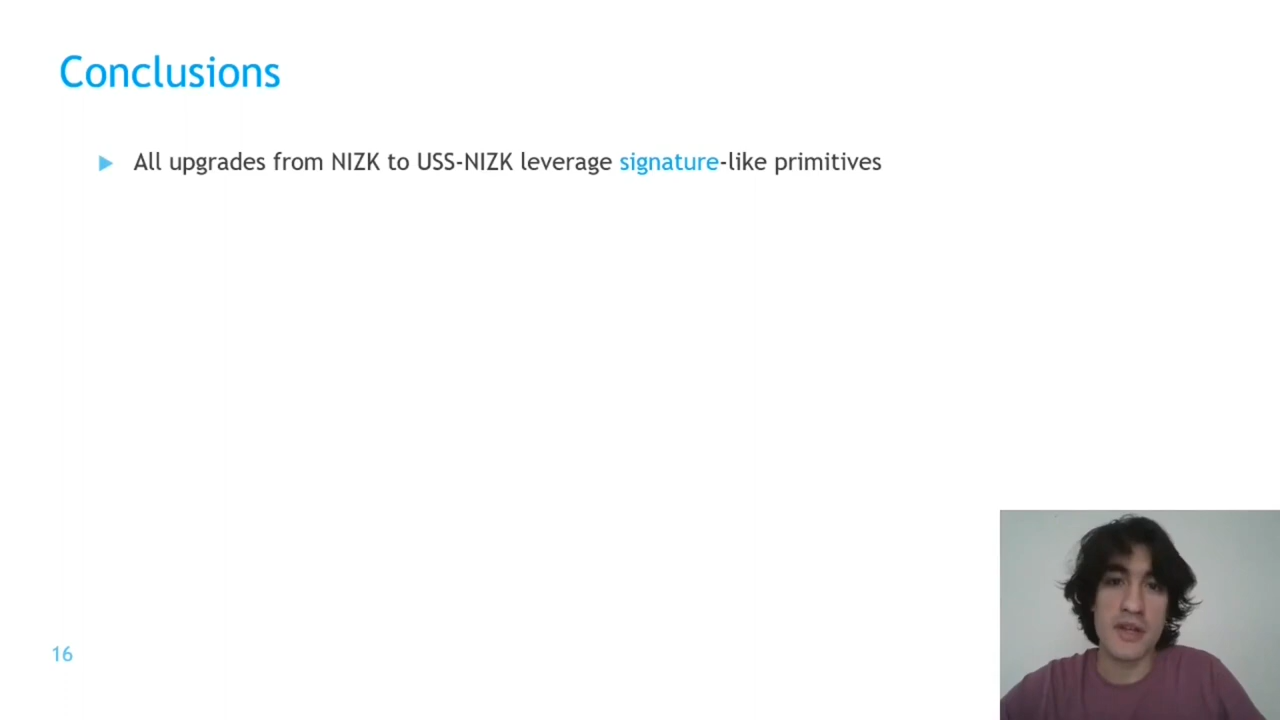 Conclusions
All upgrades from NIZK to USS-NIZK leverage signature-like primitives
16